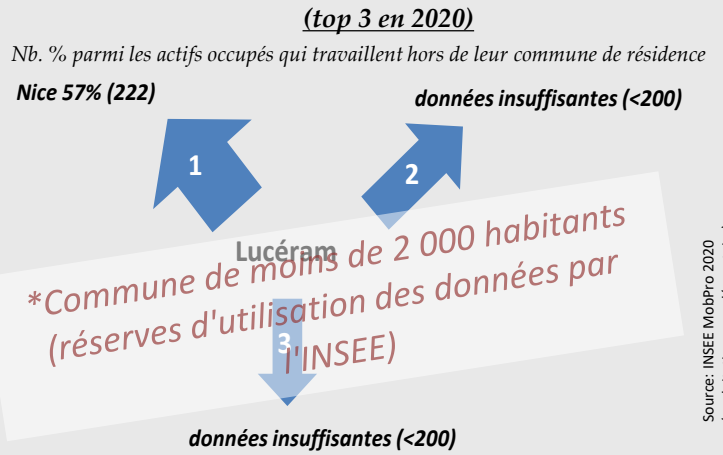 (top 3 en 2020)
Nb. % parmi les actifs occupés qui travaillent hors de leur commune de résidence
Nice 57% (222)
données insuffisantes (<200)
1
2
Lucéram
*Commune de moins de 2 000 habitants
(réserves d'utilisation des données par
l'INSEE)
3
données insuffisantes (<200)
Source: INSEE MobPro 2020